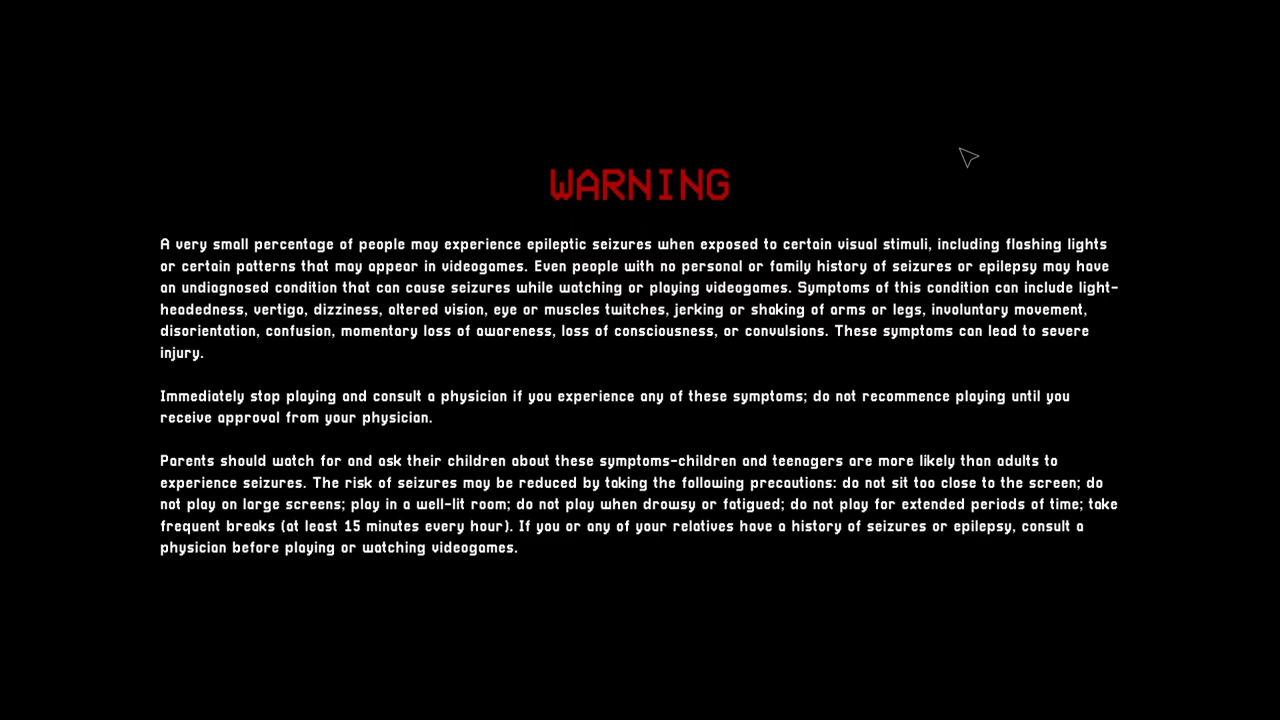 WARNING
A very small percentage of people may experience epileptic seizures when exposed to certain visual stimuli, including flashing lights
or certain patterns that may appear in videogames. Even people with no personal or family history of seizures or epilepsy may have
an undiagnosed condition that can cause seizures while watching or playing videogames. Symptoms of this condition can include light-
headedness, vertigo, dizziness, altered vision, eye or muscles twitches, jerking or shaking of arms or legs, involuntary movement,
disorientation, confusion, momentary loss of awareness, loss of consciousness, or convulsions. These symptoms can lead to severe
injury.
Immediately stop playing and consult a physician if you experience any of these symptoms; do not recommence playing until you
receive approval from your physician.
Parents should watch for and ask their children about these symptoms-children and teenagers are more likely than adults to
experience seizures. The risk of seizures may be reduced by taking the following precautions: do not sit too close to the screen; do
not play on large screens; play in a well-lit room; do not play when drowsy or fatigued; do not play for extended periods of time; take
frequent breaks (at least 15 minutes every hour). If you or any of your relatives have a history of seizures or epilepsy, consult a
physician before playing or watching videogames.